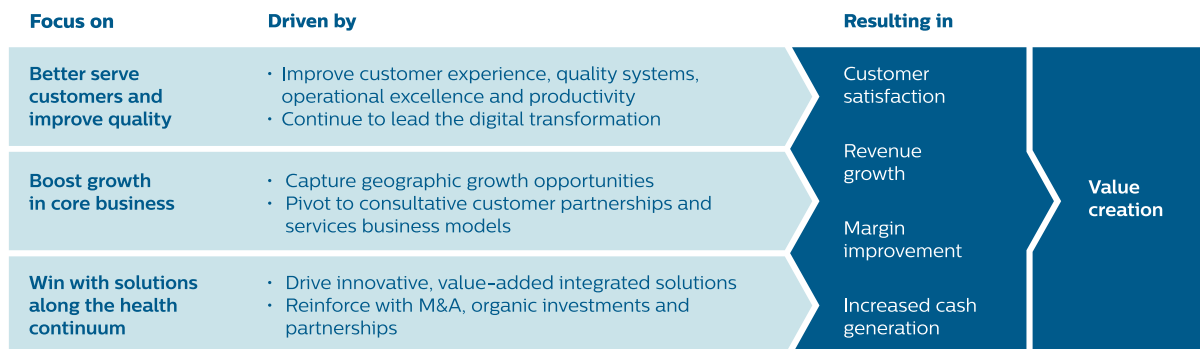 Focus on
Driven by
Resulting in
Better serve
customers and
improve quality
• Improve customer experience, quality systems,
operational excellence and productivity
• Continue to lead the digital transformation
Boost growth
in core business
• Capture geographic growth opportunities
• Pivot to consultative customer partnerships and
services business models
Win with solutions
along the health
continuum
• Drive innovative, value-added integrated solutions
• Reinforce with M&A, organic investments and
partnerships
Customer
satisfaction
Revenue
growth
Margin
improvement
Increased cash
generation
Value
creation